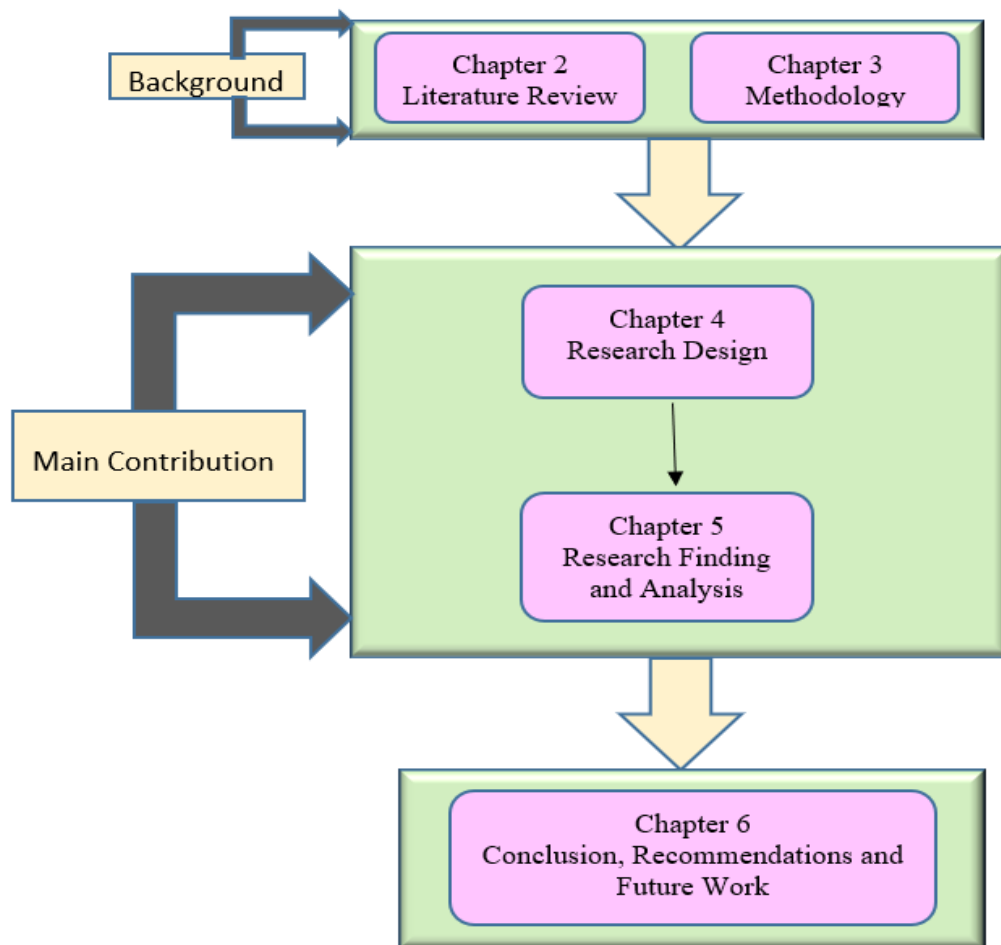 Background
Chapter 2
Literature Review
Chapter 3
Methodology
Main Contribution
Chapter 4
Research Design
Chapter 5
Research Finding
and Analysis
Chapter 6
Conclusion, Recommendations and
Future Work